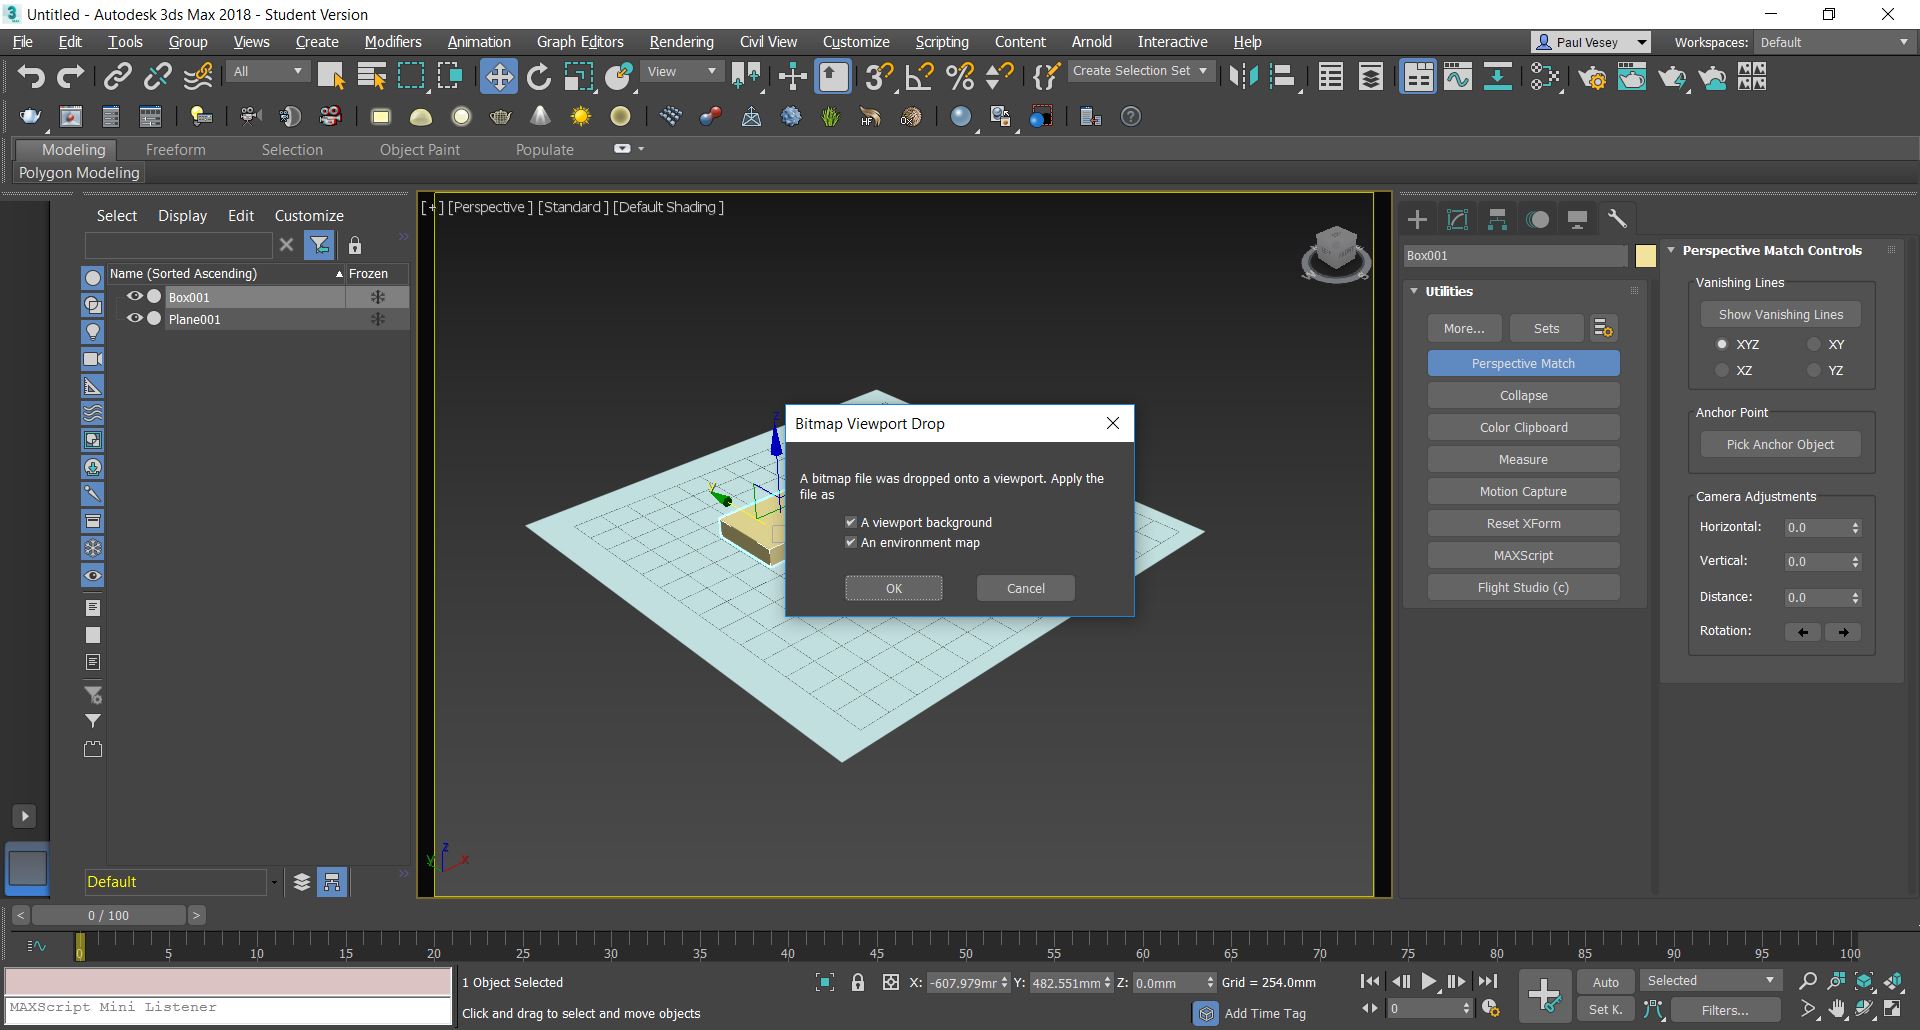 Untitled - Autodesk 3ds Max 2018 - Student Version
File Edit Tools Group Views Create Modifiers Animation Graph Editors Rendering Civil View Customize Scripting Content Arnold Interactive Help Paul Vesey Workspaces: Default
All View Create Selection Set
Modeling Freeform Selection Object Paint Populate
Polygon Modeling
Select Display Edit Customize
Name (Sorted Ascending) Frozen
Box001
Plane001
Default
[+] [Perspective ] [Standard ] [Default Shading ]
Bitmap Viewport Drop
A bitmap file was dropped onto a viewport. Apply the
file as
A viewport background
An environment map
OK Cancel
z
y
z
y x
Box001
Utilities
More... Sets
Perspective Match
Collapse
Color Clipboard
Measure
Motion Capture
Reset XForm
MAXScript
Flight Studio (c)
Perspective Match Controls
Vanishing Lines
Show Vanishing Lines
XYZ XY
XZ YZ
Anchor Point
Pick Anchor Object
Camera Adjustments
Horizontal: 0.0
Vertical: 0.0
Distance: 0.0
Rotation:
< 0 / 100 >
0 5 10 15 20 25 30 35 40 45 50 55 60 65 70 75 80 85 90 95 100
1 Object Selected X: -607.979mr Y: 482.551mm Z: 0.0mm Grid = 254.0mm Auto Selected
MAXScript Mini Listener
Click and drag to select and move objects Add Time Tag 0 Set K. Filters...